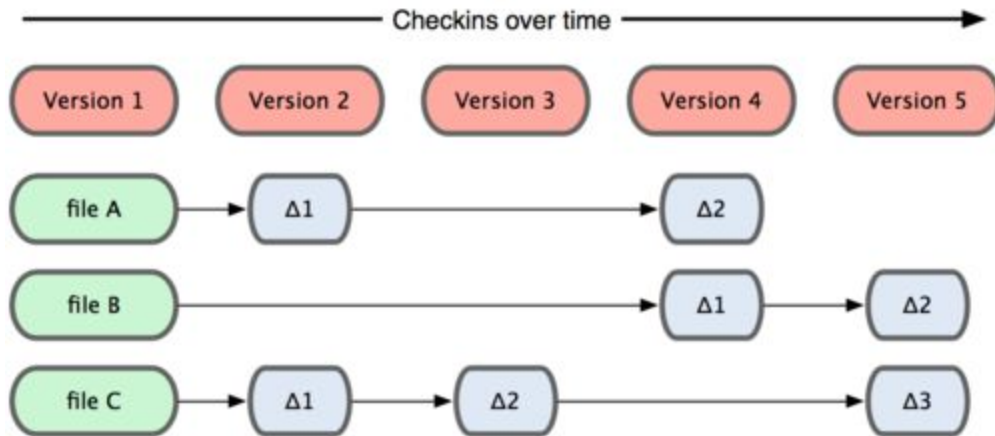 Checkins over time
Version 1 Version 2 Version 3 Version 4 Version 5
file A Δ1 Δ2
file B Δ1 Δ2
file C Δ1 Δ2 Δ3